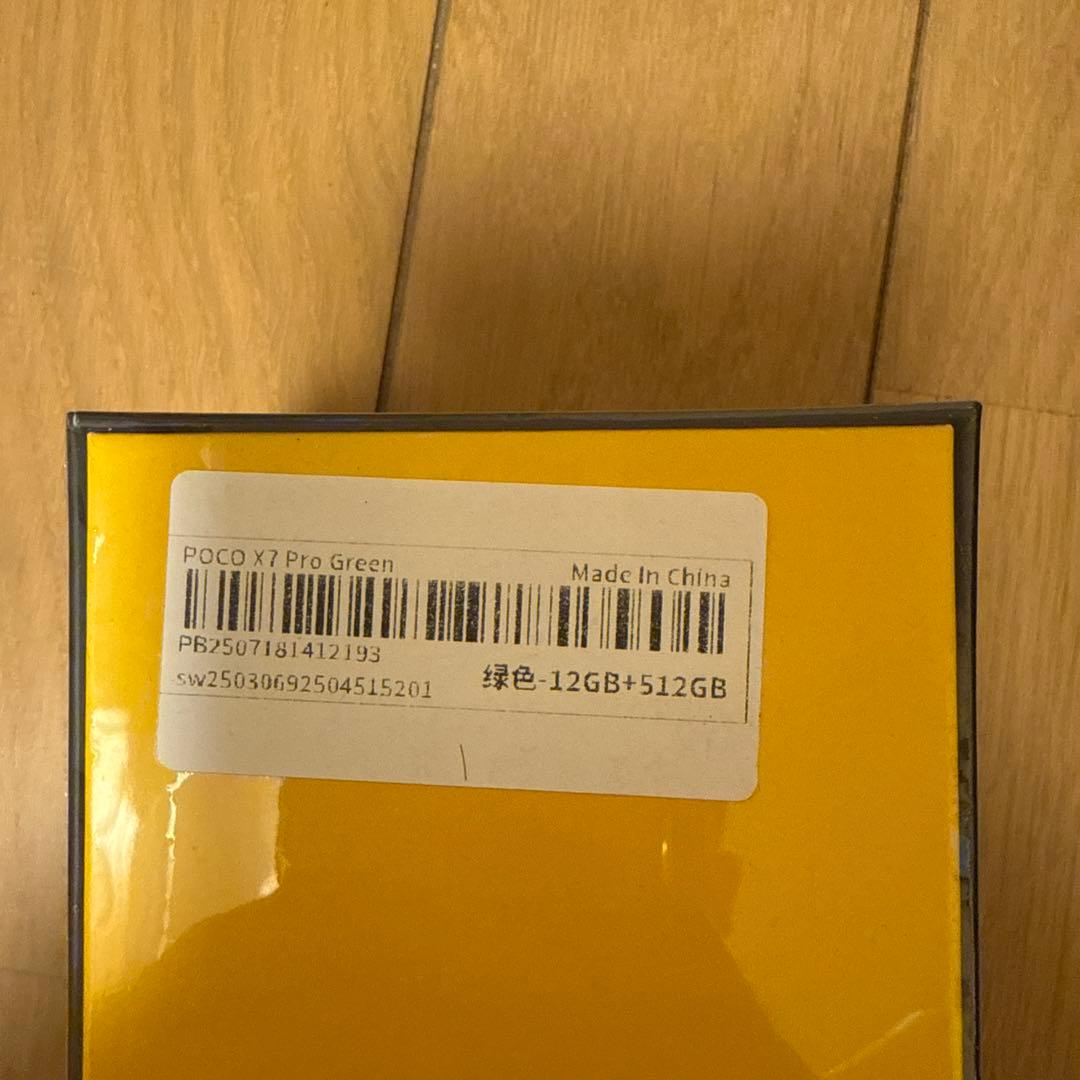 POCO X7 Pro Green
Made In China
PB2507181412193
sw25030692504515201
绿色-12GB+512GB